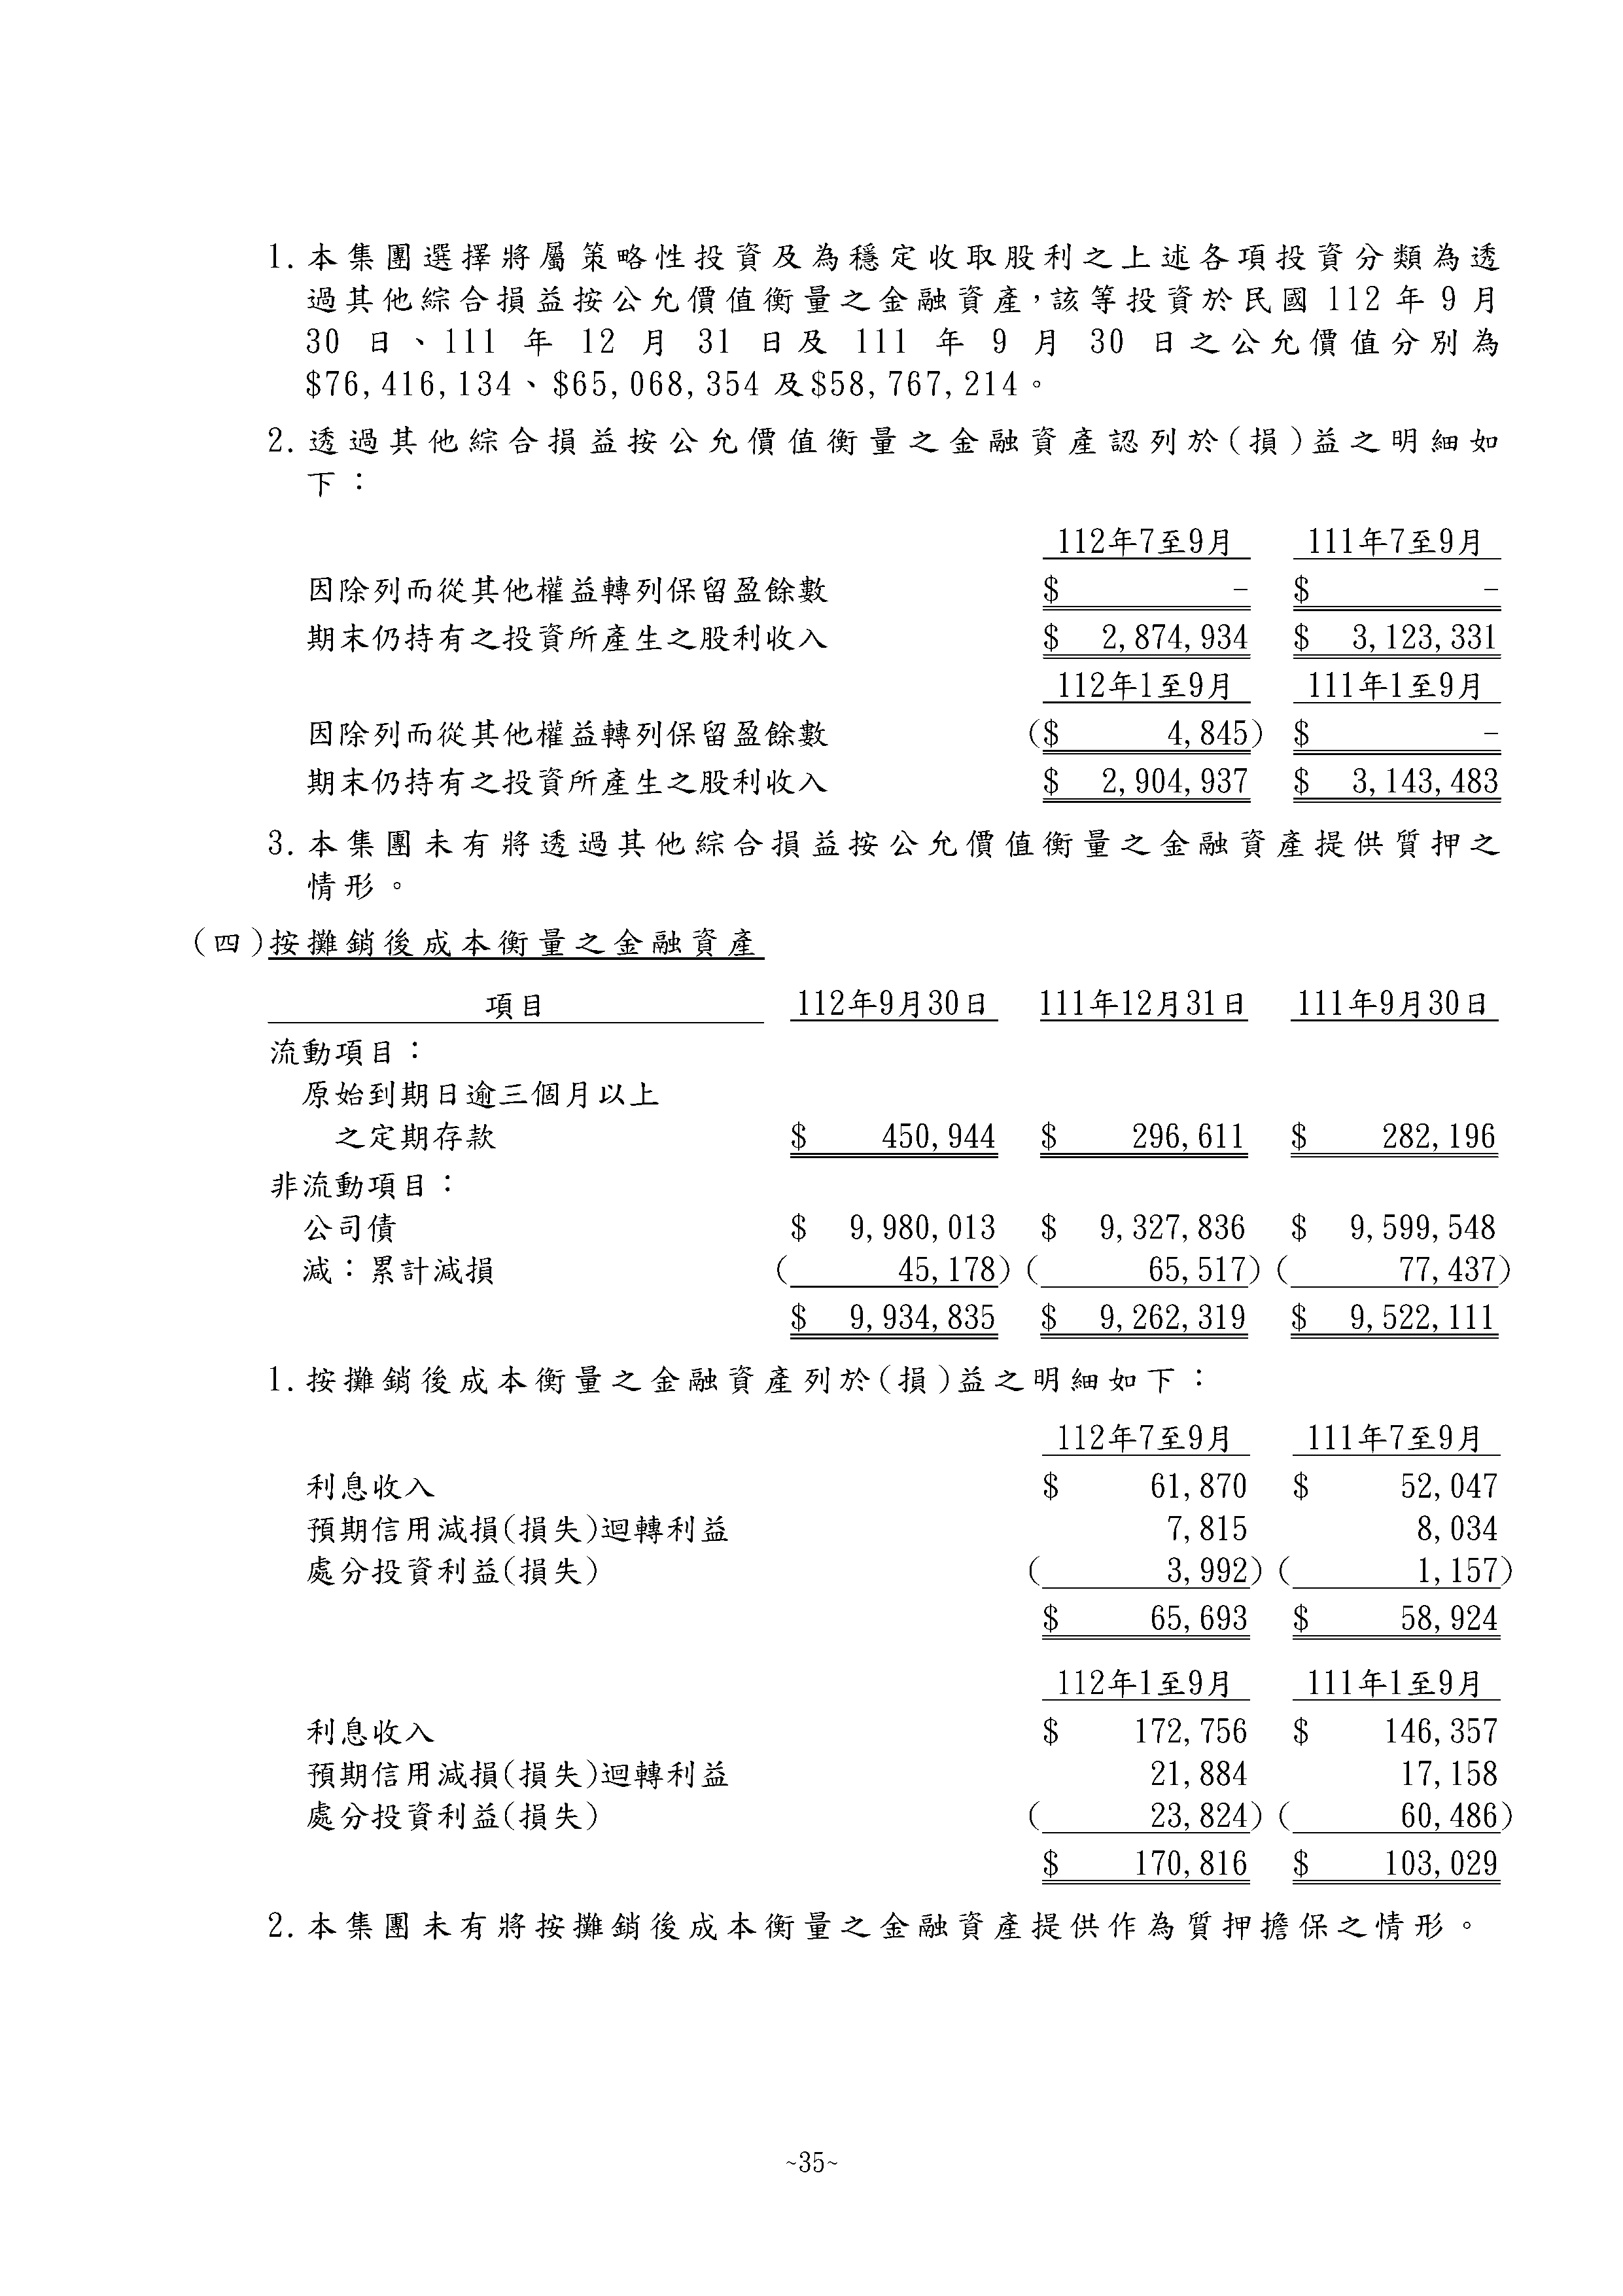 1. 本集團選擇將屬策略性投資及為穩定收取股利之上述各項投資分類為透
過其他綜合損益按公允價值衡量之金融資產，該等投資於民國 112 年 9 月
30 日、111 年 12 月 31 日及 111 年 9 月 30 日之公允價值分別為
$76,416,134、$65,068,354 及$58,767,214。
2. 透過其他綜合損益按公允價值衡量之金融資產認列於(損)益之明細如
下：
112年7至9月 111年7至9月
因除列而從其他權益轉列保留盈餘數 $ - $ -
期末仍持有之投資所產生之股利收入 $ 2,874,934 $ 3,123,331
112年1至9月 111年1至9月
因除列而從其他權益轉列保留盈餘數 ($ 4,845) $ -
期末仍持有之投資所產生之股利收入 $ 2,904,937 $ 3,143,483
3. 本集團未有將透過其他綜合損益按公允價值衡量之金融資產提供質押之
情形。
(四)按攤銷後成本衡量之金融資產
項目 112年9月30日 111年12月31日 111年9月30日
流動項目：
原始到期日逾三個月以上
之定期存款 $ 450,944 $ 296,611 $ 282,196
非流動項目：
公司債 $ 9,980,013 $ 9,327,836 $ 9,599,548
減：累計減損 ( 45,178) ( 65,517) ( 77,437)
$ 9,934,835 $ 9,262,319 $ 9,522,111
1. 按攤銷後成本衡量之金融資產列於(損)益之明細如下：
112年7至9月 111年7至9月
利息收入 $ 61,870 $ 52,047
預期信用減損(損失)迴轉利益 7,815 8,034
處分投資利益(損失) ( 3,992) ( 1,157)
$ 65,693 $ 58,924
112年1至9月 111年1至9月
利息收入 $ 172,756 $ 146,357
預期信用減損(損失)迴轉利益 21,884 17,158
處分投資利益(損失) ( 23,824) ( 60,486)
$ 170,816 $ 103,029
2. 本集團未有將按攤銷後成本衡量之金融資產提供作為質押擔保之情形。
~35~